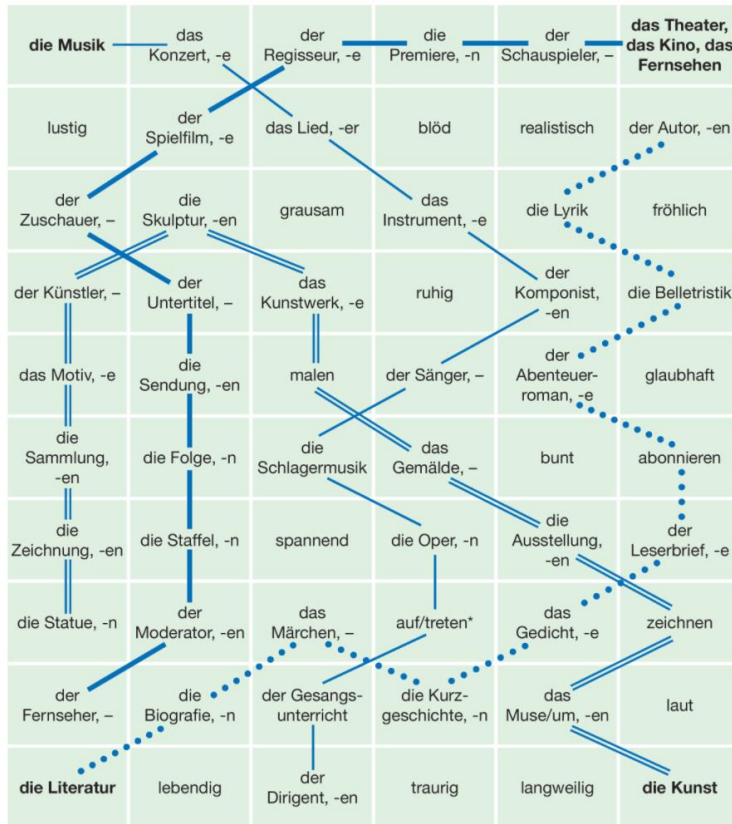 die Musik
das
Konzert, -e
der
Regisseur, -e
die
Premiere, -n
der
Schauspieler, –
das Theater,
das Kino, das
Fernsehen
lustig
der
Spielfilm, -e
das Lied, -er
blöd
realistisch
der Autor, -en
der
Zuschauer, –
die
Skulptur, -en
grausam
das
Instrument, -e
die Lyrik
fröhlich
der Künstler, –
der
Untertitel, –
das
Kunstwerk, -e
ruhig
der
Komponist,
-en
die Belletristik
das Motiv, -e
die
Sendung, -en
malen
der Sänger, –
der
Abenteuer-
roman, -e
glaubhaft
die
Sammlung,
-en
die Folge, -n
die
Schlagermusik
das
Gemälde, –
bunt
abonnieren
die
Zeichnung, -en
die Staffel, -n
spannend
die Oper, -n
die
Ausstellung,
-en
der
Leserbrief, -e
die Statue, -n
der
Moderator, -en
das
Märchen, –
auf/treten*
das
Gedicht, -e
zeichnen
der
Fernseher, –
die
Biografie, -n
der Gesangs-
unterricht
die Kurz-
geschichte, -n
das
Muse/um, -en
laut
die Literatur
lebendig
der
Dirigent, -en
traurig
langweilig
die Kunst